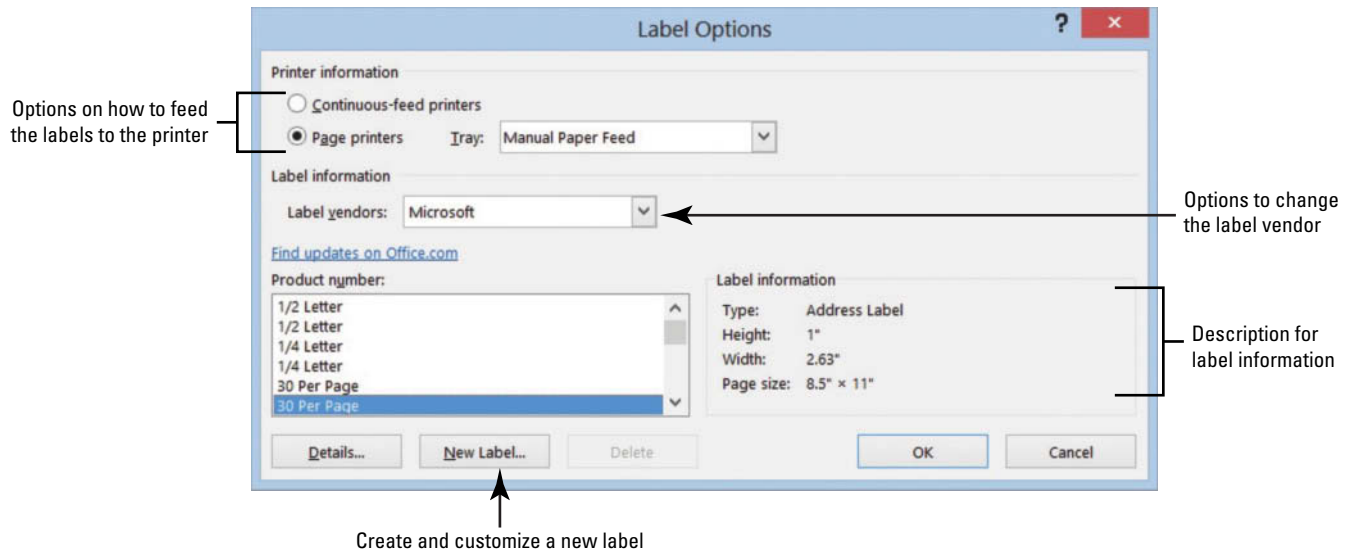 Label Options
?
Printer information
Options on how to feed
the labels to the printer
Continuous-feed printers
Page printers Tray: Manual Paper Feed
Label information
Label vendors: Microsoft
Options to change
the label vendor
Find updates on Office.com
Product number:
1/2 Letter
1/2 Letter
1/4 Letter
1/4 Letter
30 Per Page
30 Per Page
Label information
Type: Address Label
Height: 1"
Width: 2.63"
Page size: 8.5" × 11"
Description for
label information
Details... New Label... Delete OK Cancel
Create and customize a new label